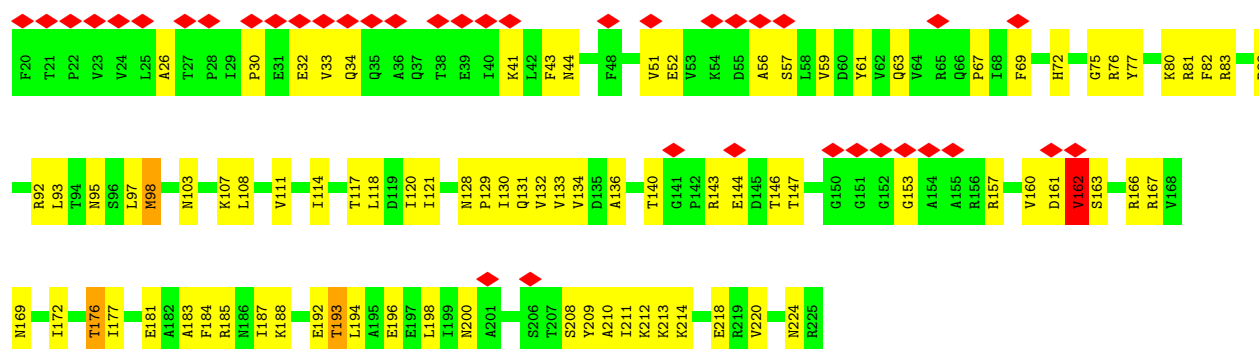 F20 T21 P22 V23 V24 L25 A26 T27 P28 I29 P30 E31 E32 V33 Q34 Q35 A36 Q37 T38 E39 I40 K41 L42 F43 N44 F48 V51 E52 V53 K54 D55 A56 S57 L58 V59 D60 Y61 V62 Q63 V64 R65 Q66 P67 I68 F69 H72 G75 R76 Y77 K80 R81 F82 R83
R92 L93 T94 N95 S96 L97 M98 N103 K107 L108 V111 I114 T117 L118 D119 I120 I121 N128 P129 I130 Q131 V132 V133 V134 D135 A136 T140 G141 P142 R143 E144 D145 T146 T147 G150 G151 G152 G153 A154 A155 R156 R157 V160 D161 V162 S163 R166 R167 V168
N169 I172 T176 I177 E181 A182 A183 F184 R185 N186 I187 K188 E192 T193 L194 A195 E196 E197 L198 I199 N200 A201 S206 T207 S208 Y209 A210 I211 K212 K213 K214 E218 R219 V220 N224 R225